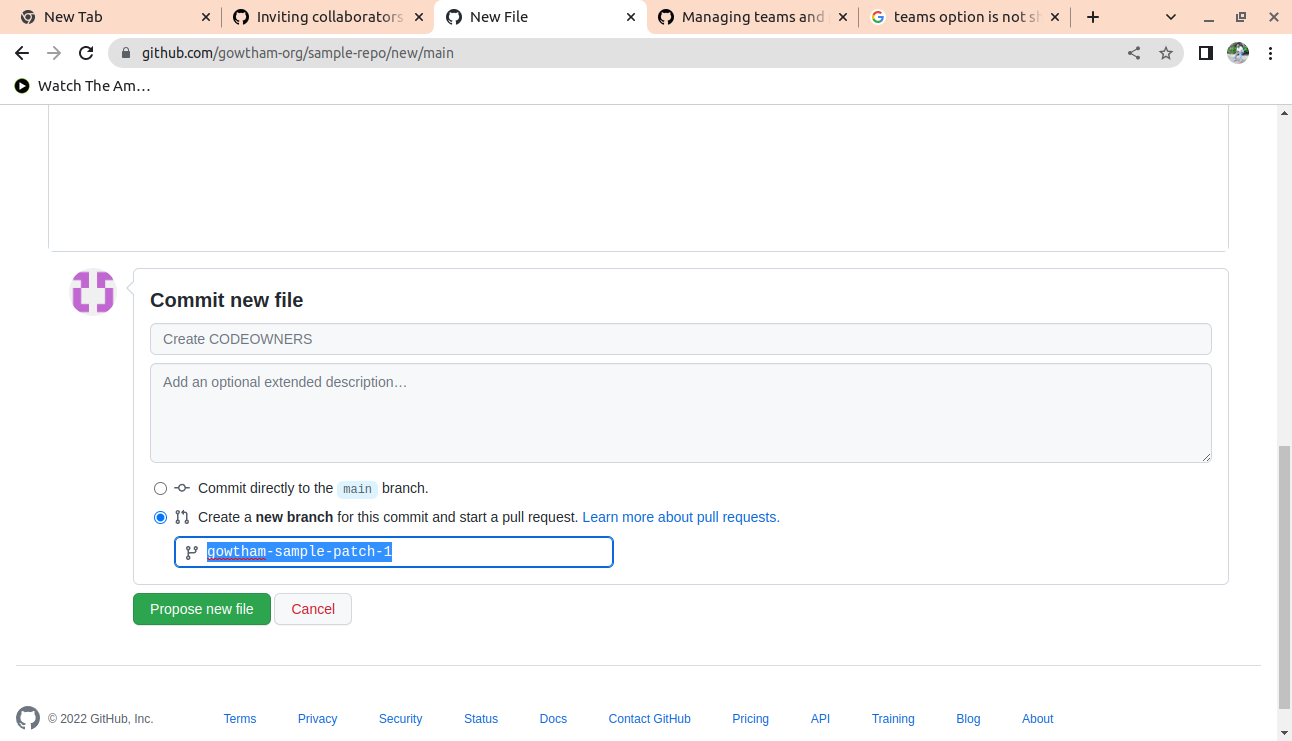 New Tab
Inviting collaborators
New File
Managing teams and
teams option is not sh
github.com/gowtham-org/sample-repo/new/main
Watch The Am…
Commit new file
Create CODEOWNERS
Add an optional extended description…
Commit directly to the main branch.
Create a new branch for this commit and start a pull request. Learn more about pull requests.
gowtham-sample-patch-1
Propose new file
Cancel
© 2022 GitHub, Inc.
Terms
Privacy
Security
Status
Docs
Contact GitHub
Pricing
API
Training
Blog
About